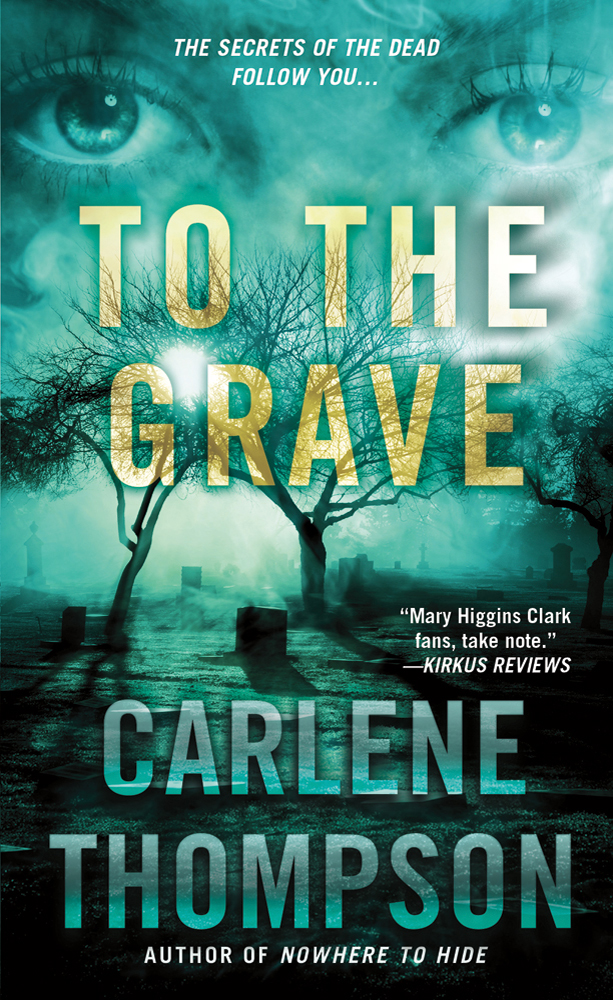 THE SECRETS OF THE DEAD
FOLLOW YOU...
TO THE
GRAVE
“Mary Higgins Clark
fans, take note.”
—KIRKUS REVIEWS
CARLENE
THOMPSON
AUTHOR OF NOWHERE TO HIDE